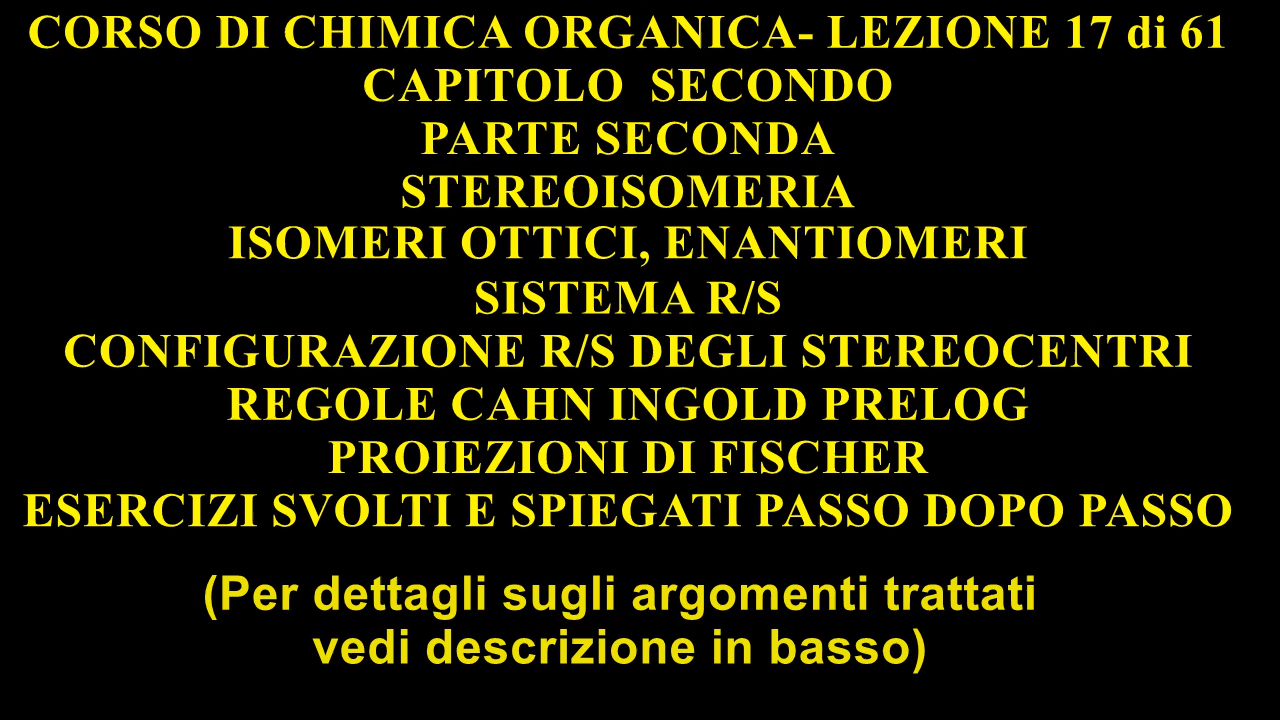 CORSO DI CHIMICA ORGANICA- LEZIONE 17 di 61
CAPITOLO SECONDO
PARTE SECONDA
STEREOISOMERIA
ISOMERI OTTICI, ENANTIOMERI
SISTEMA R/S
CONFIGURAZIONE R/S DEGLI STEREOCENTRI
REGOLE CAHN INGOLD PRELOG
PROIEZIONI DI FISCHER
ESERCIZI SVOLTI E SPIEGATI PASSO DOPO PASSO
(Per dettagli sugli argomenti trattati
vedi descrizione in basso)